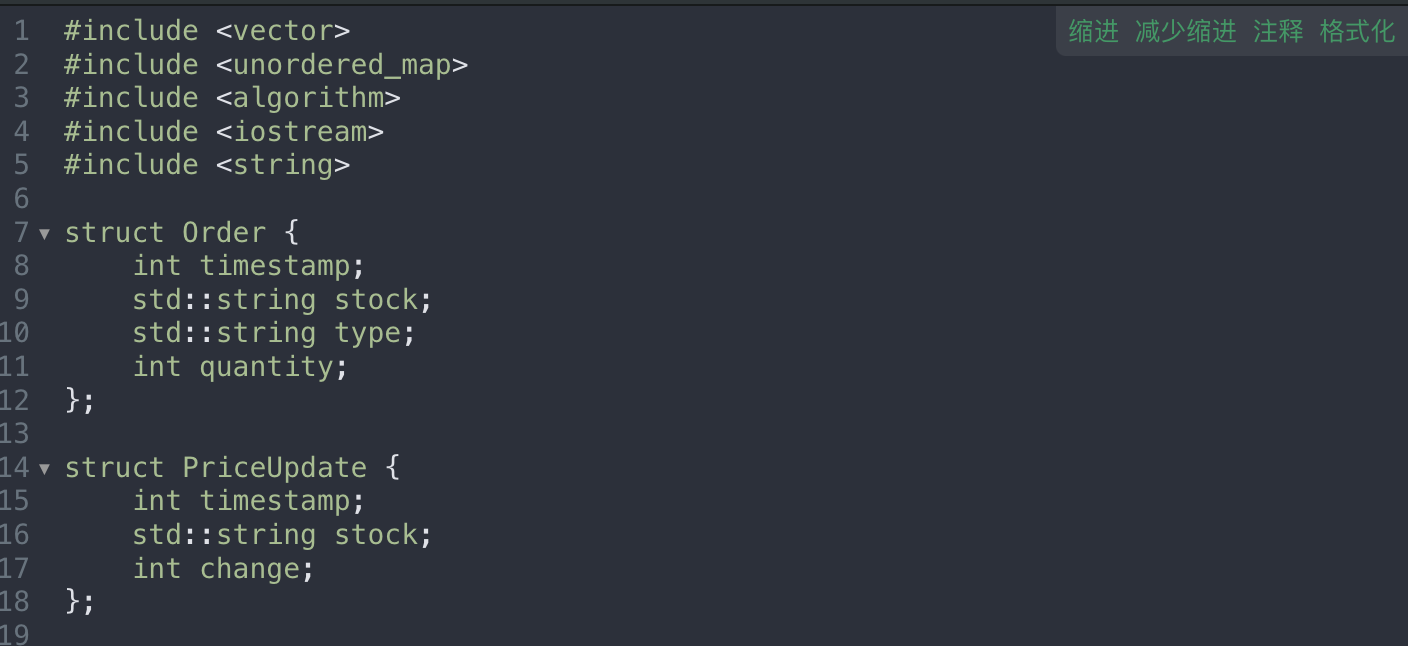 缩进 减少缩进 注释 格式化
1 #include <vector>
2 #include <unordered_map>
3 #include <algorithm>
4 #include <iostream>
5 #include <string>
6
7 ▼ struct Order {
8     int timestamp;
9     std::string stock;
10     std::string type;
11     int quantity;
12 };
13
14 ▼ struct PriceUpdate {
15     int timestamp;
16     std::string stock;
17     int change;
18 };
19